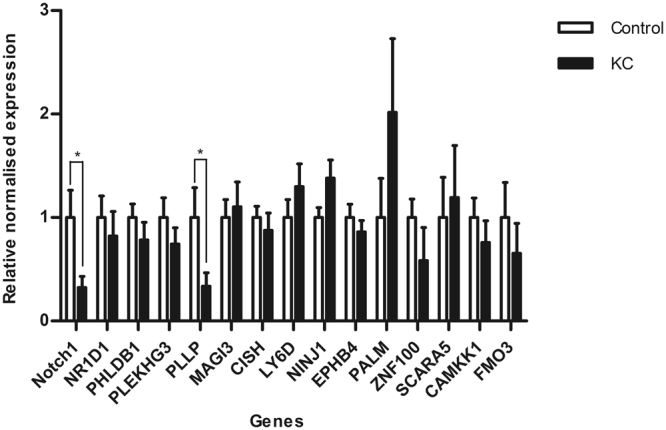 3
2
1
0
Relative normalised expression
Control
KC
*
*
Notch1
NR1D1
PHLDB1
PLEKHG3
PLLP
MAGI3
CISH
LY6D
NINJ1
EPHB4
PALM
ZNF100
SCARA5
CAMKK1
FMO3
Genes